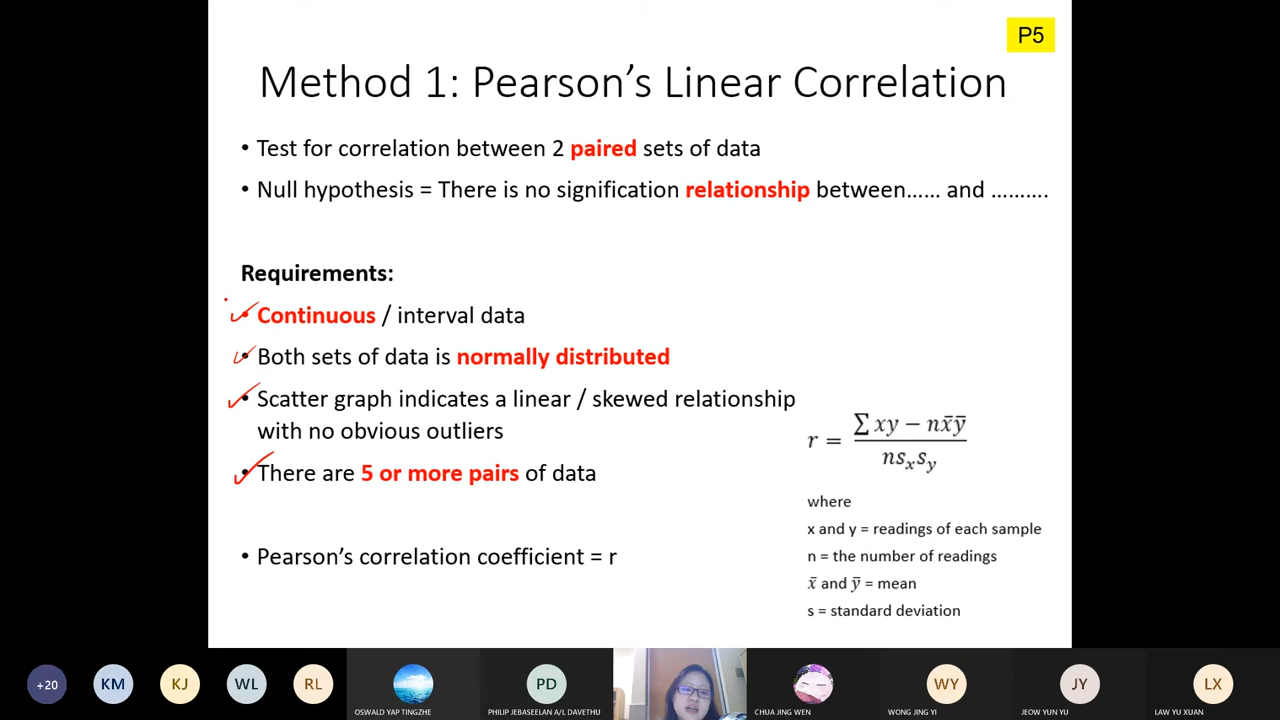 P5
Method 1: Pearson's Linear Correlation
• Test for correlation between 2 paired sets of data
• Null hypothesis = There is no signification relationship between…… and ……….
Requirements:
• Continuous / interval data
• Both sets of data is normally distributed
• Scatter graph indicates a linear / skewed relationship
with no obvious outliers
• There are 5 or more pairs of data
• Pearson's correlation coefficient = r
r = (∑ xy − nx̄ȳ) / (ns_x s_y)
where
x and y = readings of each sample
n = the number of readings
x̄ and ȳ = mean
s = standard deviation
+20
KM
KJ
WL
RL
PD
WY
JY
LX
OSWALD YAP TINGZHE
PHILIP JEBASEELAN A/L DAVETHU
CHUA JING WEN
WONG JING YI
JEOW YUN YU
LAW YU XUAN